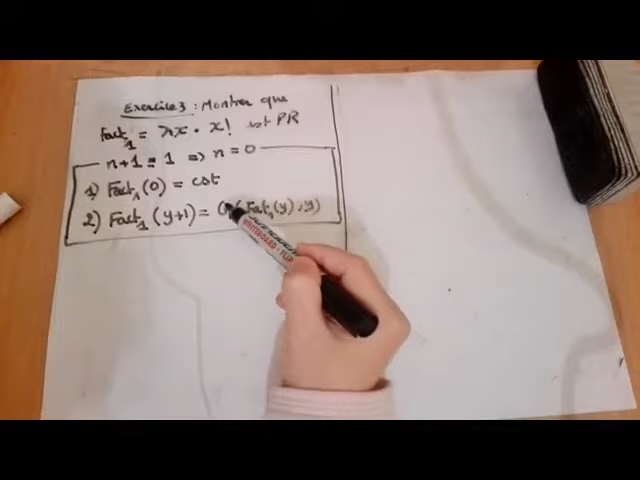 Exercice 3 : Montrer que
Fact₁ = λx . x! est PR
n+1 = 1 => n = 0
1) Fact₁(0) = cst
2) Fact₁ (y+1) = ( Fact₁(y), y)
WHITEBOARD